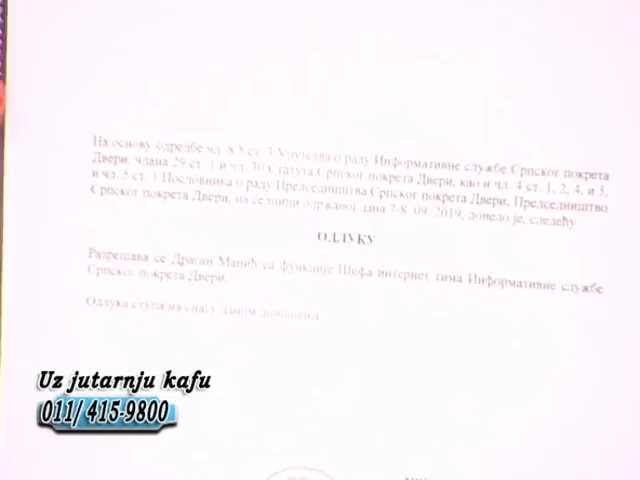 На основу одредбе чл. 8 ст. 3 Упутства о раду Информативне службе Српског покрета
Двери, члана 29 ст. 1 и чл. 30 Статута Српског покрета Двери, као и чл. 4 ст. 1, 2, 4, и 5,
и чл. 5 ст. 1 Пословника о раду Председништва Српског покрета Двери, Председништво
Српског покрета Двери, на седници одржаној дана 7-8. 09. 2019, донело је, следећу
ОДЛУКУ
Разрешава се Драган Манић са функције Шефа интернет тима Информативне службе
Српског покрета Двери.
Одлука ступа на снагу даном доношења
Uz jutarnju kafu
011/ 415-9800